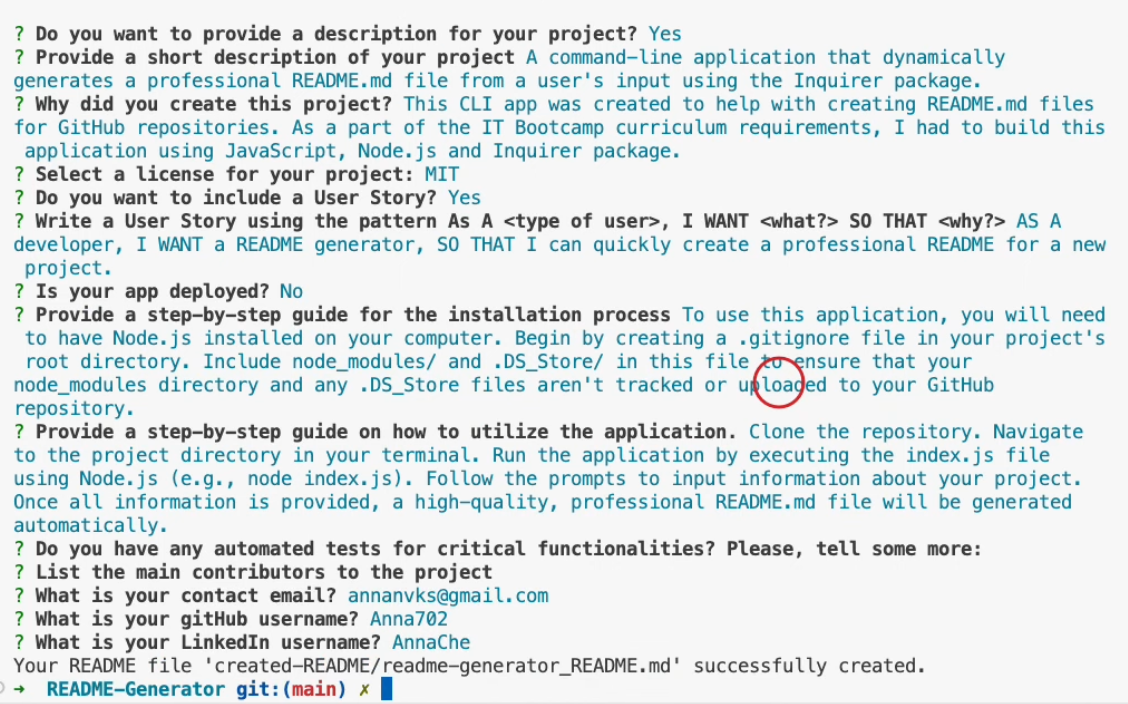 ? Do you want to provide a description for your project? Yes
? Provide a short description of your project A command-line application that dynamically
generates a professional README.md file from a user's input using the Inquirer package.
? Why did you create this project? This CLI app was created to help with creating README.md files
for GitHub repositories. As a part of the IT Bootcamp curriculum requirements, I had to build this
application using JavaScript, Node.js and Inquirer package.
? Select a license for your project: MIT
? Do you want to include a User Story? Yes
? Write a User Story using the pattern As A <type of user>, I WANT <what?> SO THAT <why?> AS A
developer, I WANT a README generator, SO THAT I can quickly create a professional README for a new
project.
? Is your app deployed? No
? Provide a step-by-step guide for the installation process To use this application, you will need
to have Node.js installed on your computer. Begin by creating a .gitignore file in your project's
root directory. Include node_modules/ and .DS_Store/ in this file to ensure that your
node_modules directory and any .DS_Store files aren't tracked or uploaded to your GitHub
repository.
? Provide a step-by-step guide on how to utilize the application. Clone the repository. Navigate
to the project directory in your terminal. Run the application by executing the index.js file
using Node.js (e.g., node index.js). Follow the prompts to input information about your project.
Once all information is provided, a high-quality, professional README.md file will be generated
automatically.
? Do you have any automated tests for critical functionalities? Please, tell some more:
? List the main contributors to the project
? What is your contact email? annanvks@gmail.com
? What is your gitHub username? Anna702
? What is your LinkedIn username? AnnaChe
Your README file 'created-README/readme-generator_README.md' successfully created.
➜ README-Generator git:(main) ✗